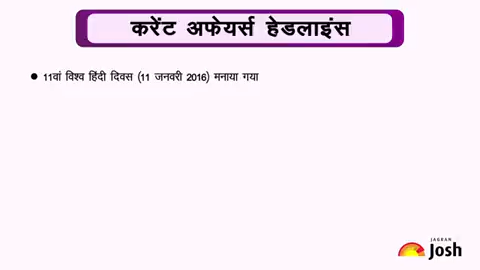 करेंट अफेयर्स हेडलाइंस
● 11वां विश्व हिंदी दिवस (11 जनवरी 2016) मनाया गया
JAGRAN
Josh